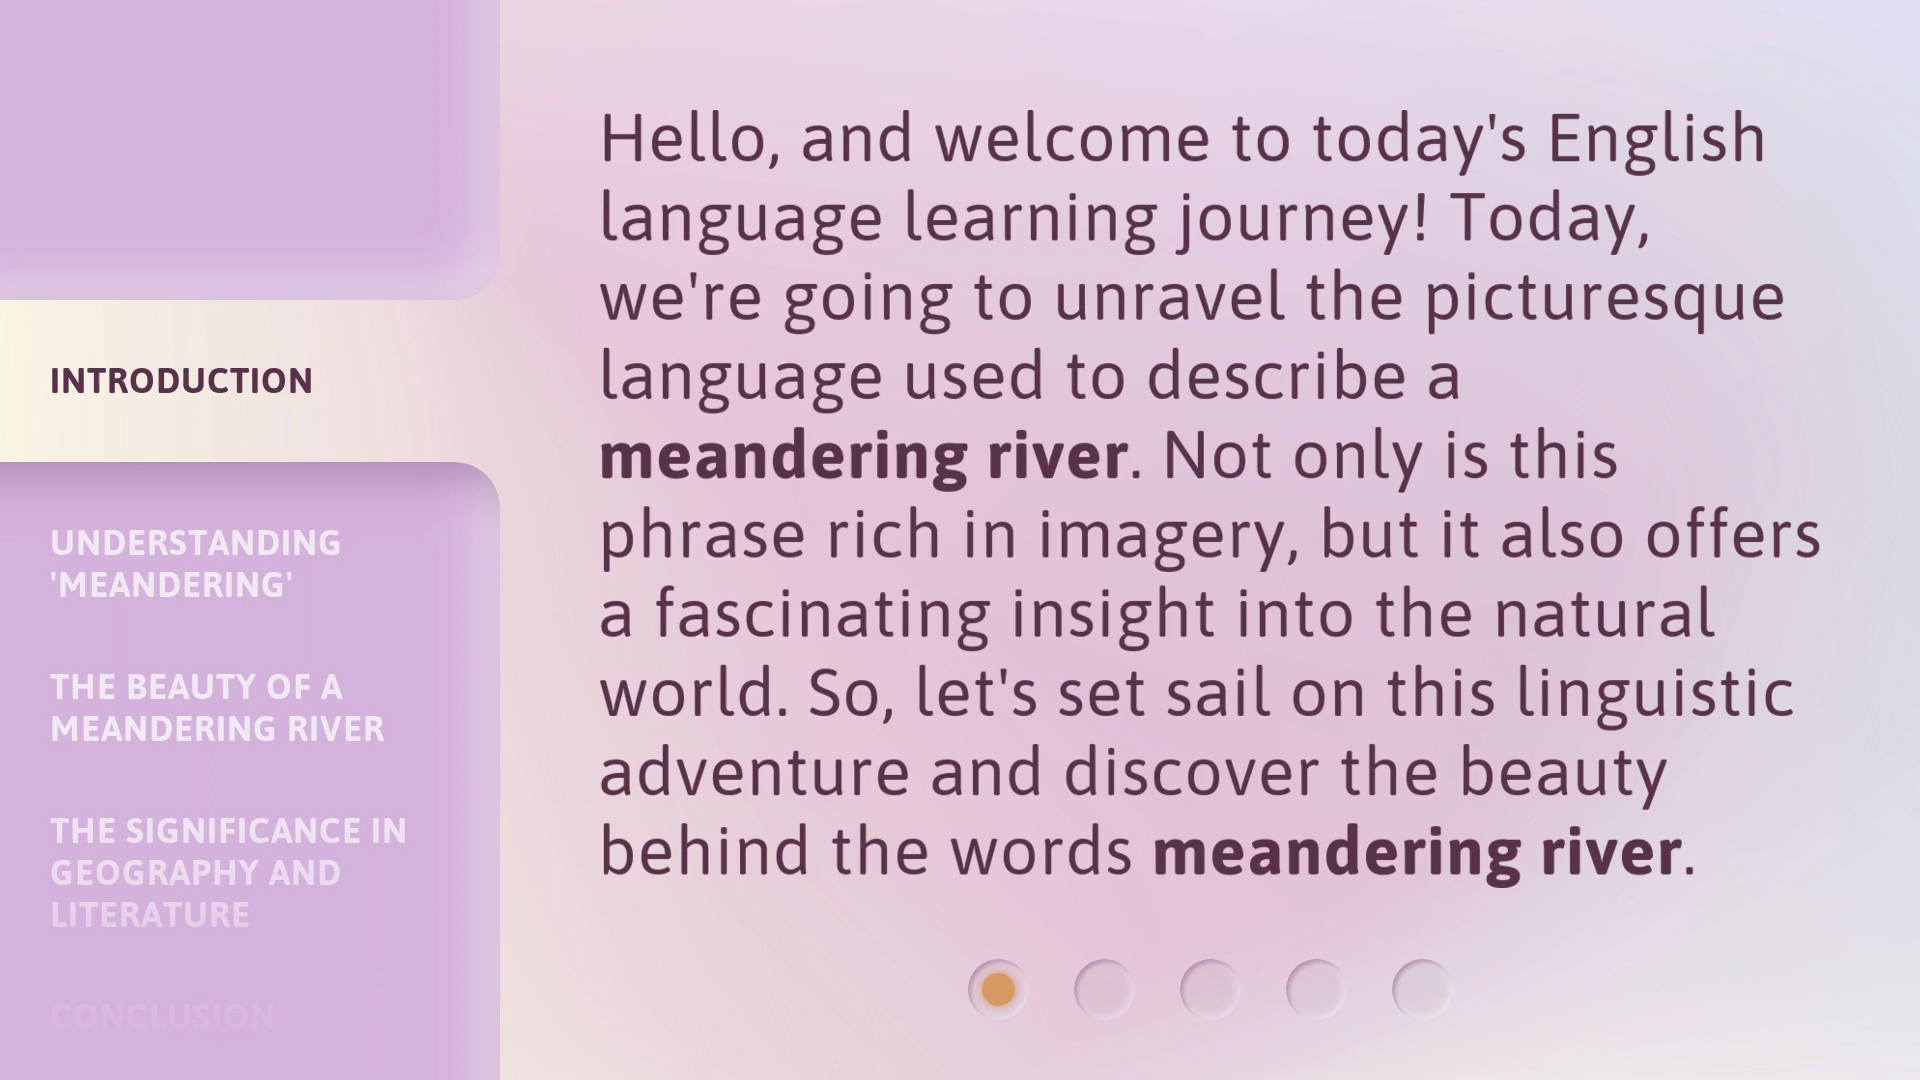 INTRODUCTION
UNDERSTANDING
'MEANDERING'
THE BEAUTY OF A
MEANDERING RIVER
THE SIGNIFICANCE IN
GEOGRAPHY AND
LITERATURE
CONCLUSION
Hello, and welcome to today's English
language learning journey! Today,
we're going to unravel the picturesque
language used to describe a
meandering river. Not only is this
phrase rich in imagery, but it also offers
a fascinating insight into the natural
world. So, let's set sail on this linguistic
adventure and discover the beauty
behind the words meandering river.